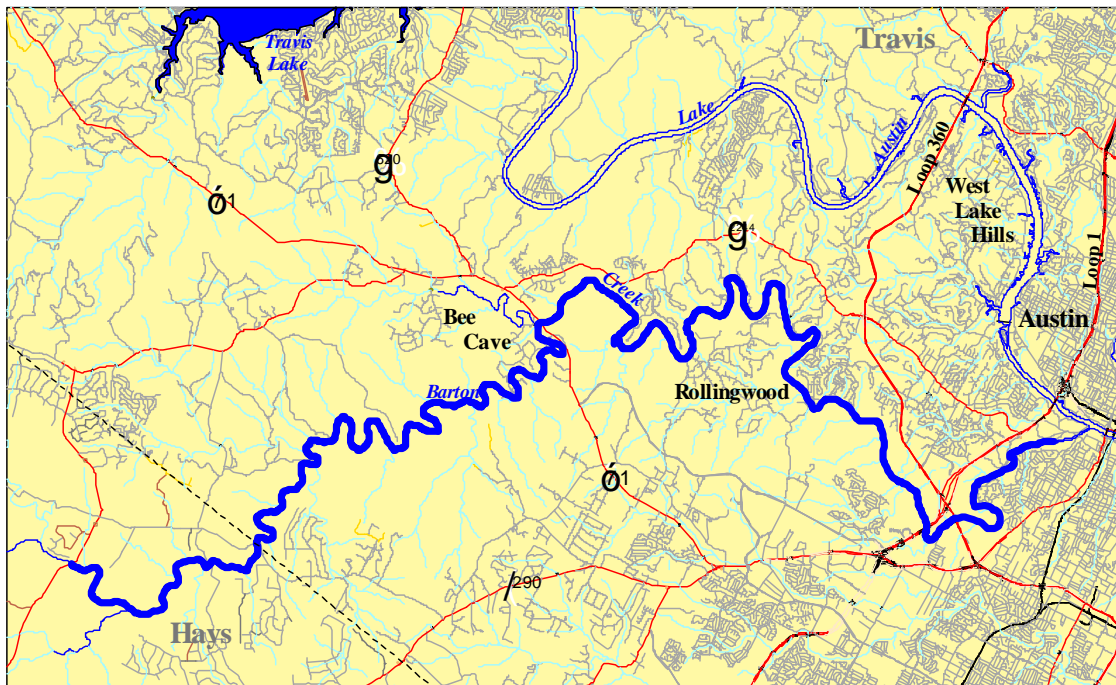 Travis
Lake
Travis
Lake
Austin
Loop 360
West
Lake
Hills
Loop 1
Austin
Creek
Bee
Cave
Barton
Rollingwood
290
Hays